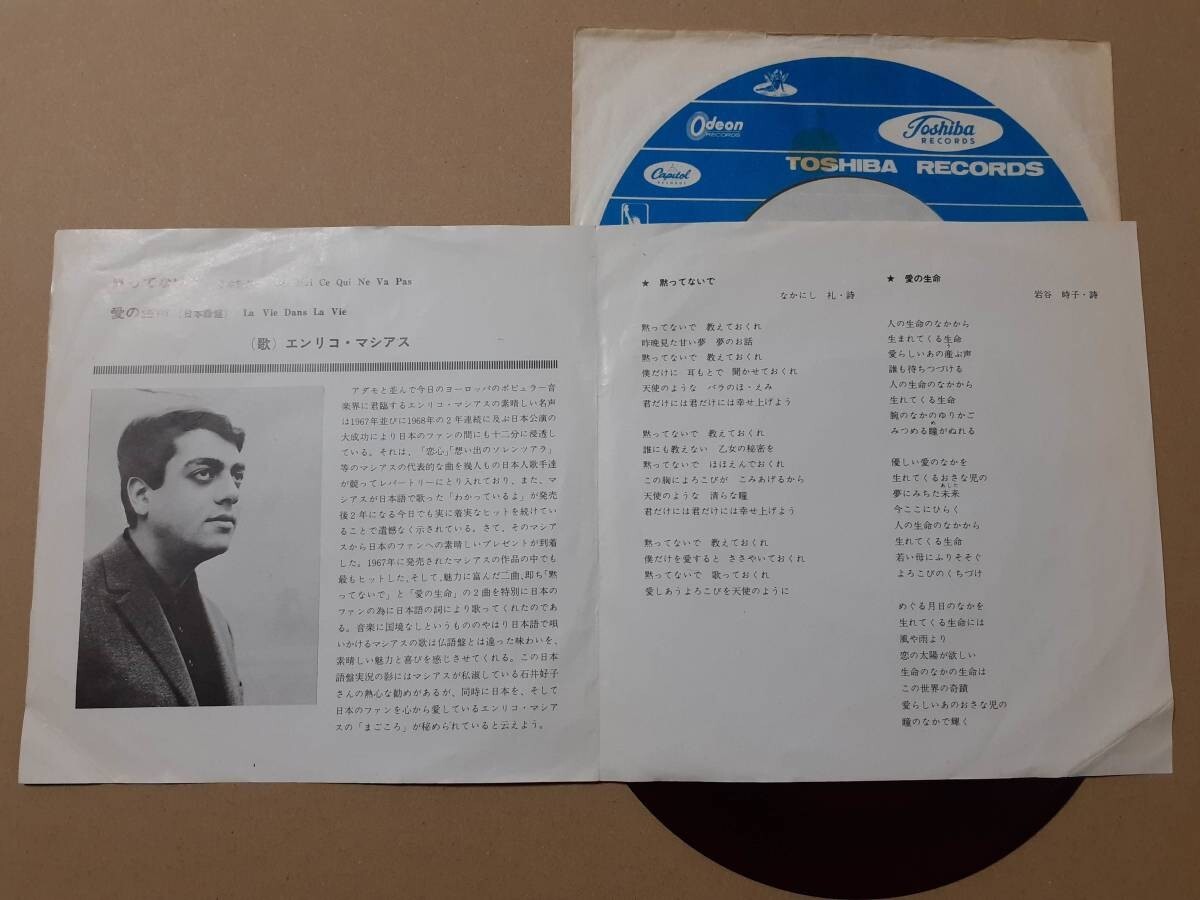 Odeon
RECORDS
Toshiba
RECORDS
TOSHIBA RECORDS
Capitol
RECORDS
黙ってないで Ce Qui Ne Va Pas
愛の生命（日本語盤） La Vie Dans La Vie
（歌）エンリコ・マシアス
アダモと並んで今日のヨーロッパのポピュラー音
楽界に君臨するエンリコ・マシアスの素晴しい名声
は1967年並びに1968年の２年連続に及ぶ日本公演の
大成功により日本のファンの間にも十二分に浸透し
ている。それは、「恋心」「想い出のソレンツァラ」
等のマシアスの代表的な曲を幾人もの日本人歌手達
が競ってレパートリーにとり入れており、また、マ
シアスが日本語で歌った「わかっているよ」が発売
後２年になる今日でも実に着実なヒットを続けてい
ることで遺憾なく示されている。さて、そのマシア
スから日本のファンへの素晴しいプレゼントが到着
した。1967年に発売されたマシアスの作品の中でも
最もヒットした、そして、魅力に富んだ二曲、即ち「黙
ってないで」と「愛の生命」の２曲を特別に日本の
ファンの為に日本語の詞により歌ってくれたのであ
る。音楽に国境なしというもののやはり日本語で唄
いかけるマシアスの歌は仏語盤とは違った味わいを、
素晴しい魅力と喜びを感じさせてくれる。この日本
語盤実況の影にはマシアスが私淑している石井好子
さんの熱心な勧めがあるが、同時に日本を、そして
日本のファンを心から愛しているエンリコ・マシア
スの「まごころ」が秘められていると云えよう。
★ 黙ってないで
なかにし 礼・詩
黙ってないで 教えておくれ
昨晩見た甘い夢 夢のお話
黙ってないで 教えておくれ
僕だけに 耳もとで 聞かせておくれ
天使のような バラのほゝえみ
君だけには君だけには幸せ上げよう
黙ってないで 教えておくれ
誰にも教えない 乙女の秘密を
黙ってないで ほほえんでおくれ
この胸によろこびが こみあげるから
天使のような 清らな瞳
君だけには君だけには幸せ上げよう
黙ってないで 教えておくれ
僕だけを愛すると ささやいておくれ
黙ってないで 歌っておくれ
愛しあうよろこびを天使のように
★ 愛の生命
岩谷 時子・詩
人の生命のなかから
生まれてくる生命
愛らしいあの産ぶ声
誰も待ちつづける
人の生命のなかから
生れてくる生命
腕のなかのゆりかご
みつめる瞳がぬれる
優しい愛のなかを
生れてくるおさな児の
夢にみちた未来
今ここにひらく
人の生命のなかから
生れてくる生命
若い母にふりそそぐ
よろこびのくちづけ
めぐる月日のなかを
生れてくる生命には
風や雨より
恋の太陽が欲しい
生命のなかの生命は
この世界の奇蹟
愛らしいあのおさな児の
瞳のなかで輝く